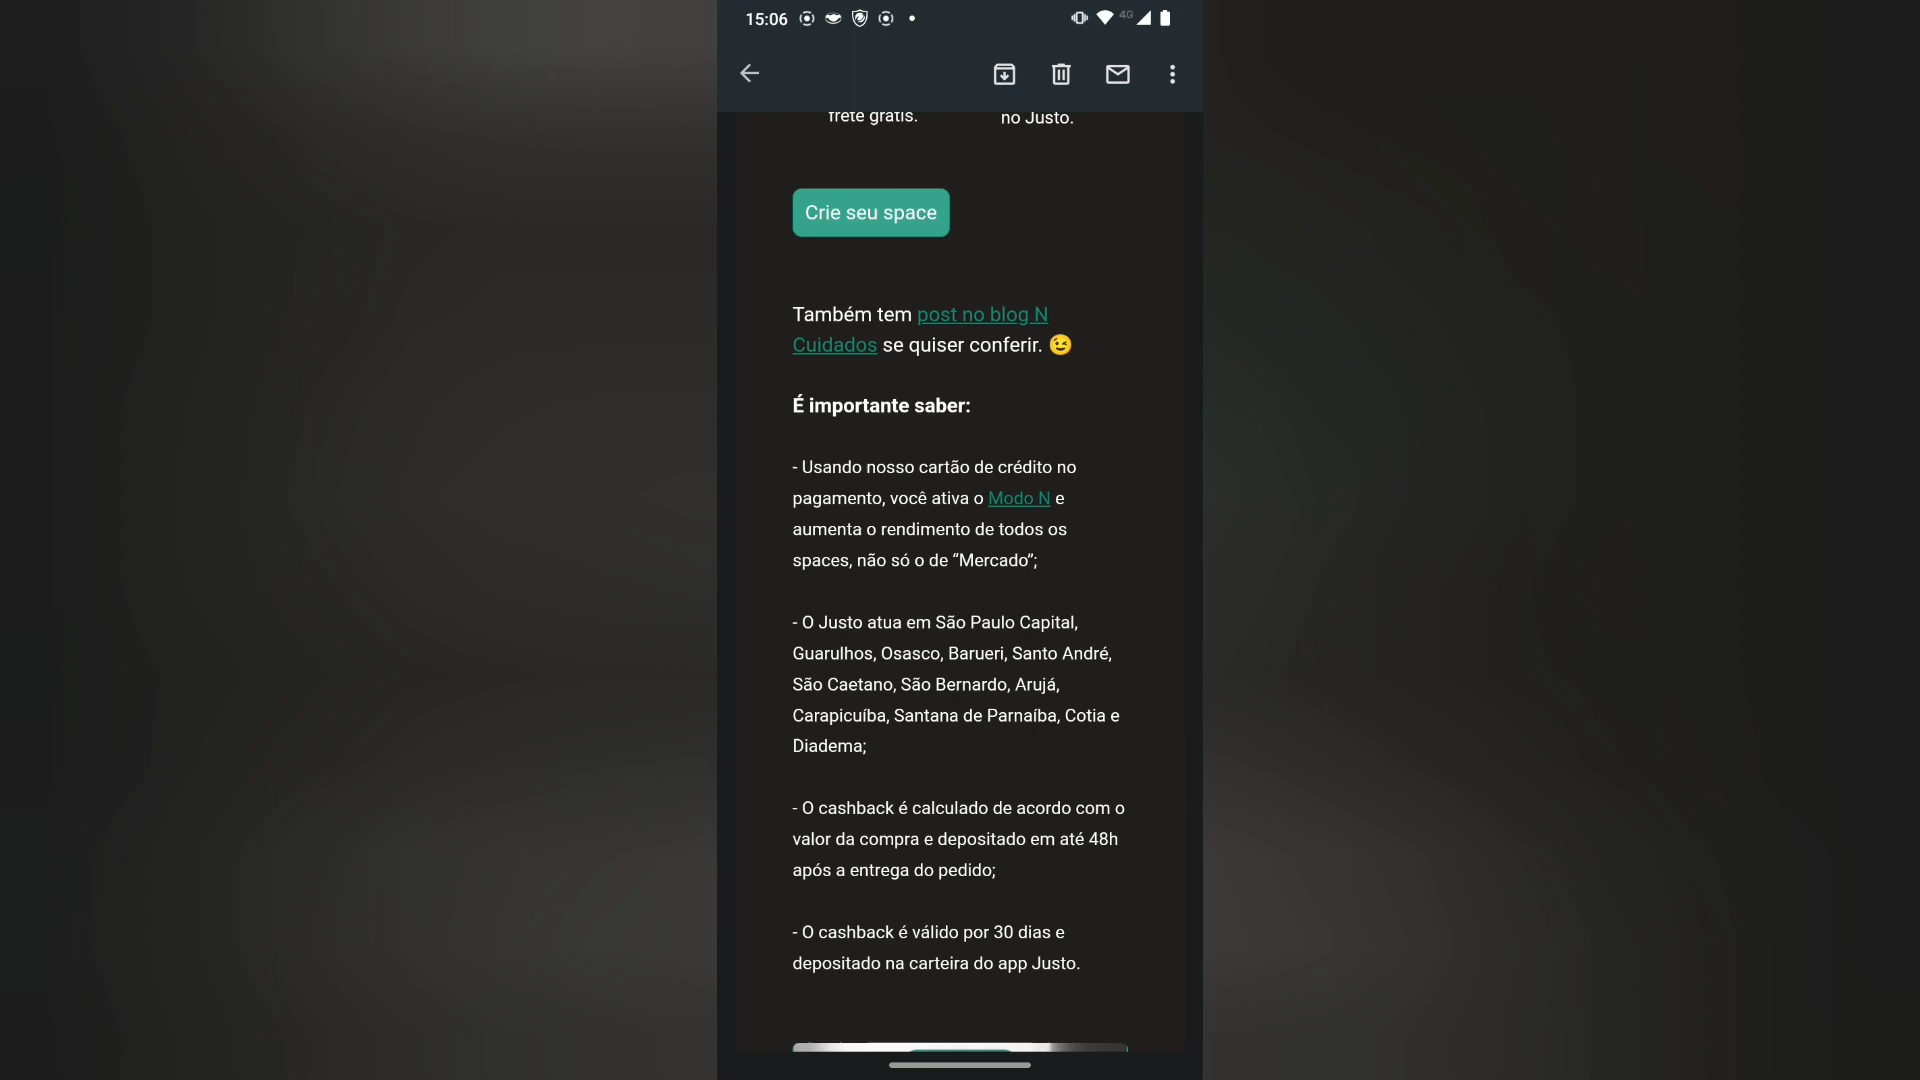 15:06
4G
frete grátis.
no Justo.
Crie seu space
Também tem post no blog N
Cuidados se quiser conferir. 😉
É importante saber:
- Usando nosso cartão de crédito no
pagamento, você ativa o Modo N e
aumenta o rendimento de todos os
spaces, não só o de “Mercado”;
- O Justo atua em São Paulo Capital,
Guarulhos, Osasco, Barueri, Santo André,
São Caetano, São Bernardo, Arujá,
Carapicuíba, Santana de Parnaíba, Cotia e
Diadema;
- O cashback é calculado de acordo com o
valor da compra e depositado em até 48h
após a entrega do pedido;
- O cashback é válido por 30 dias e
depositado na carteira do app Justo.